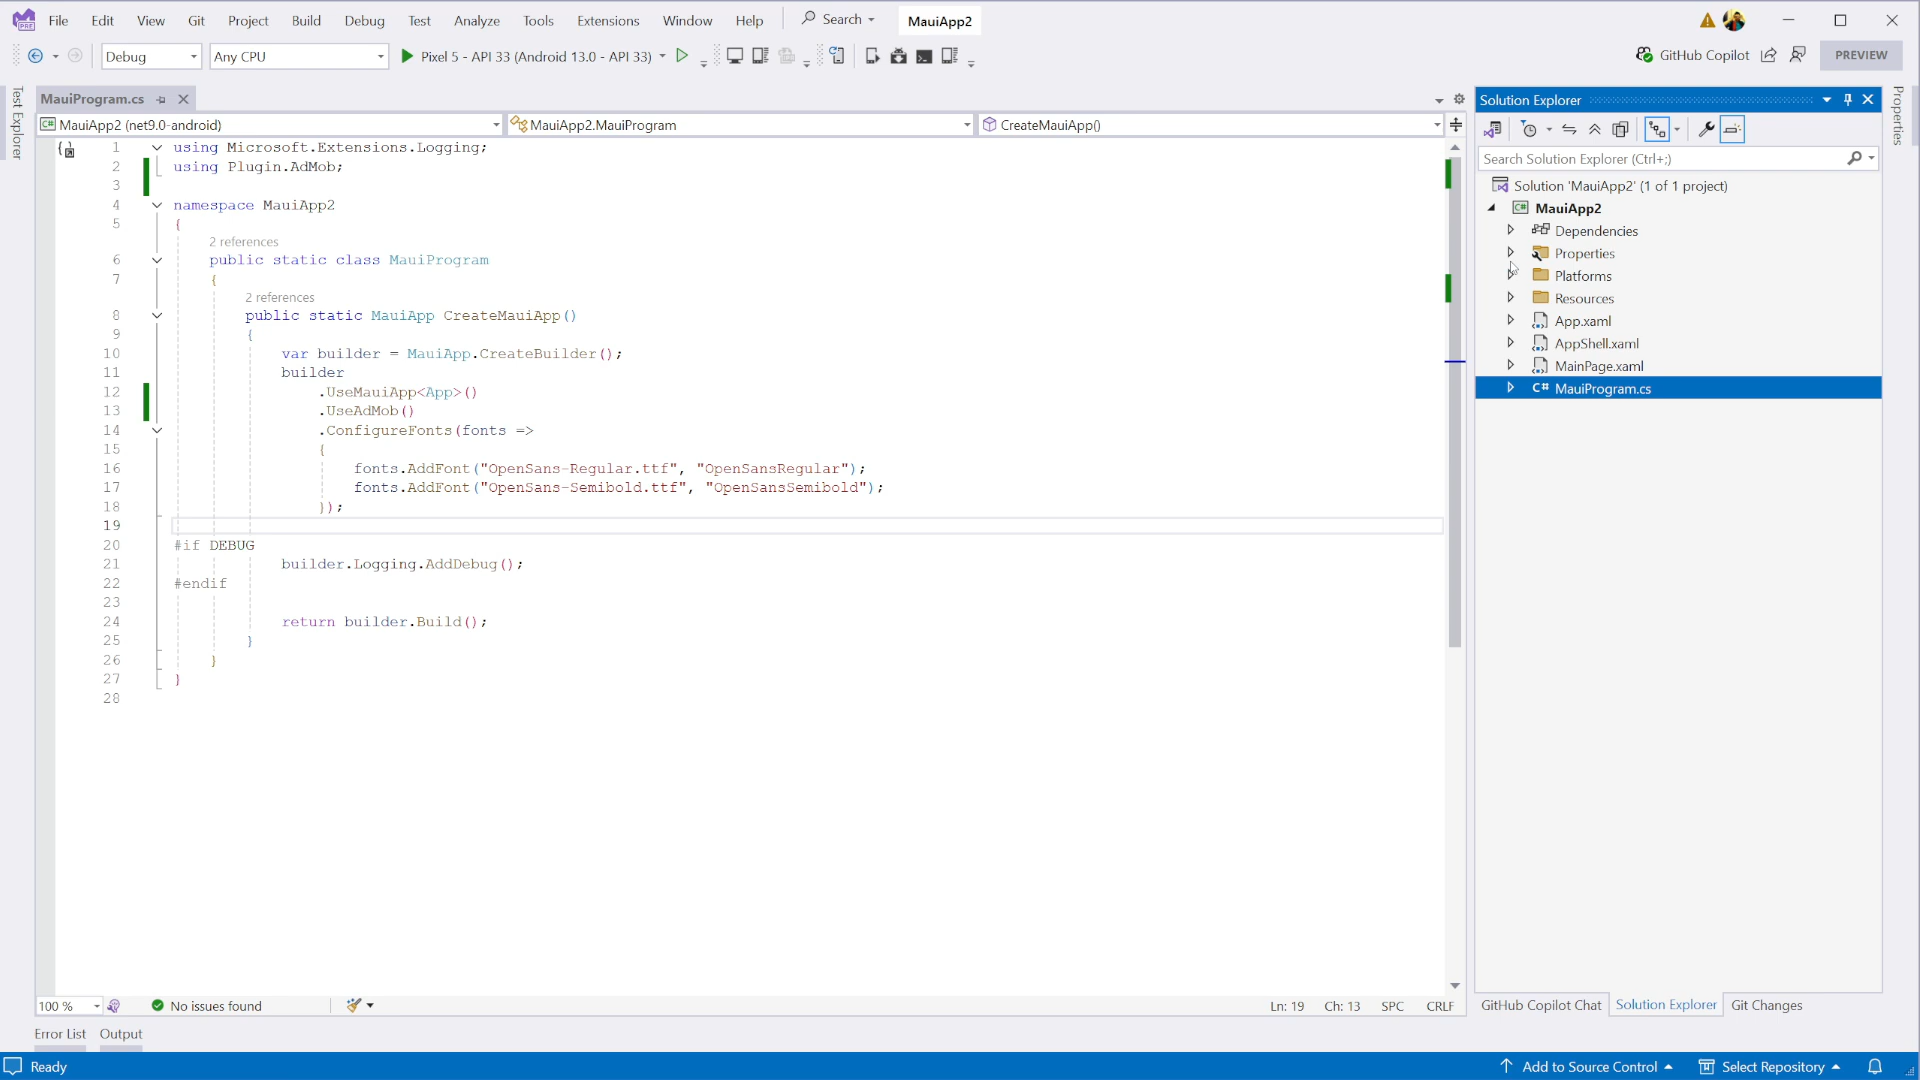 File Edit View Git Project Build Debug Test Analyze Tools Extensions Window Help Search MauiApp2
Debug Any CPU Pixel 5 - API 33 (Android 13.0 - API 33) GitHub Copilot PREVIEW
Test Explorer
MauiProgram.cs
MauiApp2 (net9.0-android) MauiApp2.MauiProgram CreateMauiApp()
1 using Microsoft.Extensions.Logging;
2 using Plugin.AdMob;
3
4 namespace MauiApp2
5 {
2 references
6 public static class MauiProgram
7 {
2 references
8 public static MauiApp CreateMauiApp()
9 {
10 var builder = MauiApp.CreateBuilder();
11 builder
12 .UseMauiApp<App>()
13 .UseAdMob()
14 .ConfigureFonts(fonts =>
15 {
16 fonts.AddFont("OpenSans-Regular.ttf", "OpenSansRegular");
17 fonts.AddFont("OpenSans-Semibold.ttf", "OpenSansSemibold");
18 });
19
20 #if DEBUG
21 builder.Logging.AddDebug();
22 #endif
23
24 return builder.Build();
25 }
26 }
27 }
28
100 % No issues found Ln: 19 Ch: 13 SPC CRLF
Solution Explorer
Search Solution Explorer (Ctrl+;)
Solution 'MauiApp2' (1 of 1 project)
C# MauiApp2
Dependencies
Properties
Platforms
Resources
App.xaml
AppShell.xaml
MainPage.xaml
C# MauiProgram.cs
GitHub Copilot Chat Solution Explorer Git Changes
Properties
Error List Output
Ready Add to Source Control Select Repository